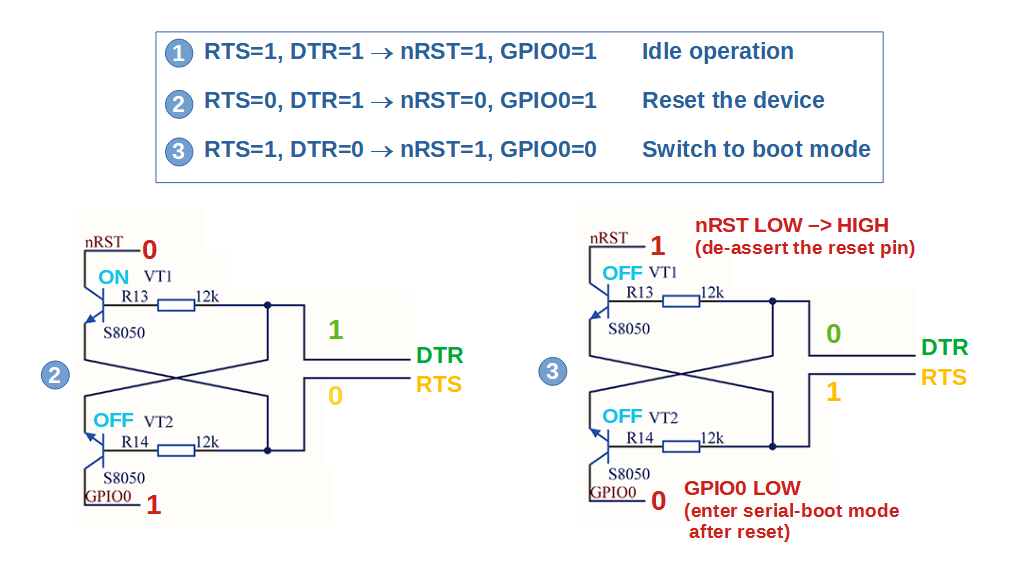 1 RTS=1, DTR=1 → nRST=1, GPIO0=1 Idle operation
2 RTS=0, DTR=1 → nRST=0, GPIO0=1 Reset the device
3 RTS=1, DTR=0 → nRST=1, GPIO0=0 Switch to boot mode
nRST 0
ON VT1
R13 12k
S8050
1
DTR
2
RTS
0
OFF VT2
R14 12k
S8050
GPIO0 1
nRST LOW –> HIGH
(de-assert the reset pin)
nRST 1
OFF VT1
R13 12k
S8050
0
DTR
3
RTS
1
OFF VT2
R14 12k
S8050
GPIO0 0
GPIO0 LOW
(enter serial-boot mode
after reset)